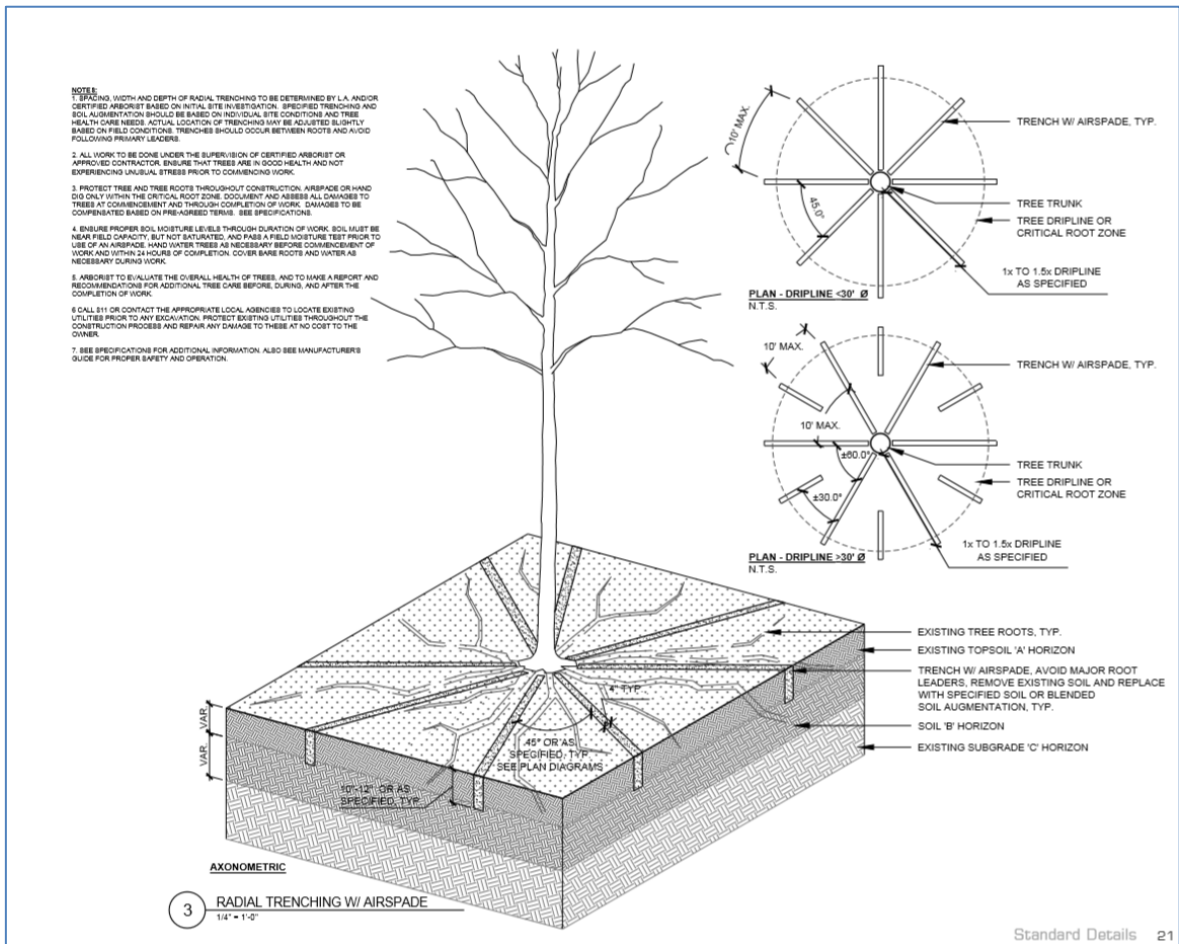 NOTES:
1. SPACING, WIDTH AND DEPTH OF RADIAL TRENCHING TO BE DETERMINED BY L.A. AND/OR
CERTIFIED ARBORIST BASED ON INITIAL SITE INVESTIGATION. SPECIFIED TRENCHING AND
SOIL AUGMENTATION SHOULD BE BASED ON INDIVIDUAL SITE CONDITIONS AND TREE
HEALTH CARE NEEDS. ACTUAL LOCATION OF TRENCHING MAY BE ADJUSTED SLIGHTLY
BASED ON FIELD CONDITIONS. TRENCHES SHOULD OCCUR BETWEEN ROOTS AND AVOID
FOLLOWING PRIMARY LEADERS.
2. ALL WORK TO BE DONE UNDER THE SUPERVISION OF CERTIFIED ARBORIST OR
APPROVED CONTRACTOR. ENSURE THAT TREES ARE IN GOOD HEALTH AND NOT
EXPERIENCING UNUSUAL STRESS PRIOR TO COMMENCING WORK.
3. PROTECT TREE AND TREE ROOTS THROUGHOUT CONSTRUCTION. AIRSPADE OR HAND
DIG ONLY WITHIN THE CRITICAL ROOT ZONE. DOCUMENT AND ASSESS ALL DAMAGES TO
TREES AT COMMENCEMENT AND THROUGH COMPLETION OF WORK. DAMAGES TO BE
COMPENSATED BASED ON PRE-AGREED TERMS. SEE SPECIFICATIONS.
4. ENSURE PROPER SOIL MOISTURE LEVELS THROUGH DURATION OF WORK. SOIL MUST BE
NEAR FIELD CAPACITY, BUT NOT SATURATED, AND PASS A FIELD MOISTURE TEST PRIOR TO
USE OF AN AIRSPADE. HAND WATER TREES AS NECESSARY BEFORE COMMENCEMENT OF
WORK AND WITHIN 24 HOURS OF COMPLETION. COVER BARE ROOTS AND WATER AS
NECESSARY DURING WORK.
5. ARBORIST TO EVALUATE THE OVERALL HEALTH OF TREES, AND TO MAKE A REPORT AND
RECOMMENDATIONS FOR ADDITIONAL TREE CARE BEFORE, DURING, AND AFTER THE
COMPLETION OF WORK.
6 CALL 811 OR CONTACT THE APPROPRIATE LOCAL AGENCIES TO LOCATE EXISTING
UTILITIES PRIOR TO ANY EXCAVATION. PROTECT EXISTING UTILITIES THROUGHOUT THE
CONSTRUCTION PROCESS AND REPAIR ANY DAMAGE TO THESE AT NO COST TO THE
OWNER.
7. SEE SPECIFICATIONS FOR ADDITIONAL INFORMATION. ALSO SEE MANUFACTURER'S
GUIDE FOR PROPER SAFETY AND OPERATION.
10' MAX.
45.0°
TRENCH W/ AIRSPADE, TYP.
TREE TRUNK
TREE DRIPLINE OR
CRITICAL ROOT ZONE
1x TO 1.5x DRIPLINE
AS SPECIFIED
PLAN - DRIPLINE <30' Ø
N.T.S.
10' MAX.
10' MAX.
±60.0°
±30.0°
TRENCH W/ AIRSPADE, TYP.
TREE TRUNK
TREE DRIPLINE OR
CRITICAL ROOT ZONE
1x TO 1.5x DRIPLINE
AS SPECIFIED
PLAN - DRIPLINE >30' Ø
N.T.S.
EXISTING TREE ROOTS, TYP.
EXISTING TOPSOIL 'A' HORIZON
TRENCH W/ AIRSPADE, AVOID MAJOR ROOT
LEADERS, REMOVE EXISTING SOIL AND REPLACE
WITH SPECIFIED SOIL OR BLENDED
SOIL AUGMENTATION, TYP.
SOIL 'B' HORIZON
EXISTING SUBGRADE 'C' HORIZON
4" TYP.
45° OR AS
SPECIFIED, TYP.
SEE PLAN DIAGRAMS
VAR.
VAR.
10"-12" OR AS
SPECIFIED, TYP.
AXONOMETRIC
3 RADIAL TRENCHING W/ AIRSPADE
1/4" = 1'-0"
Standard Details 21